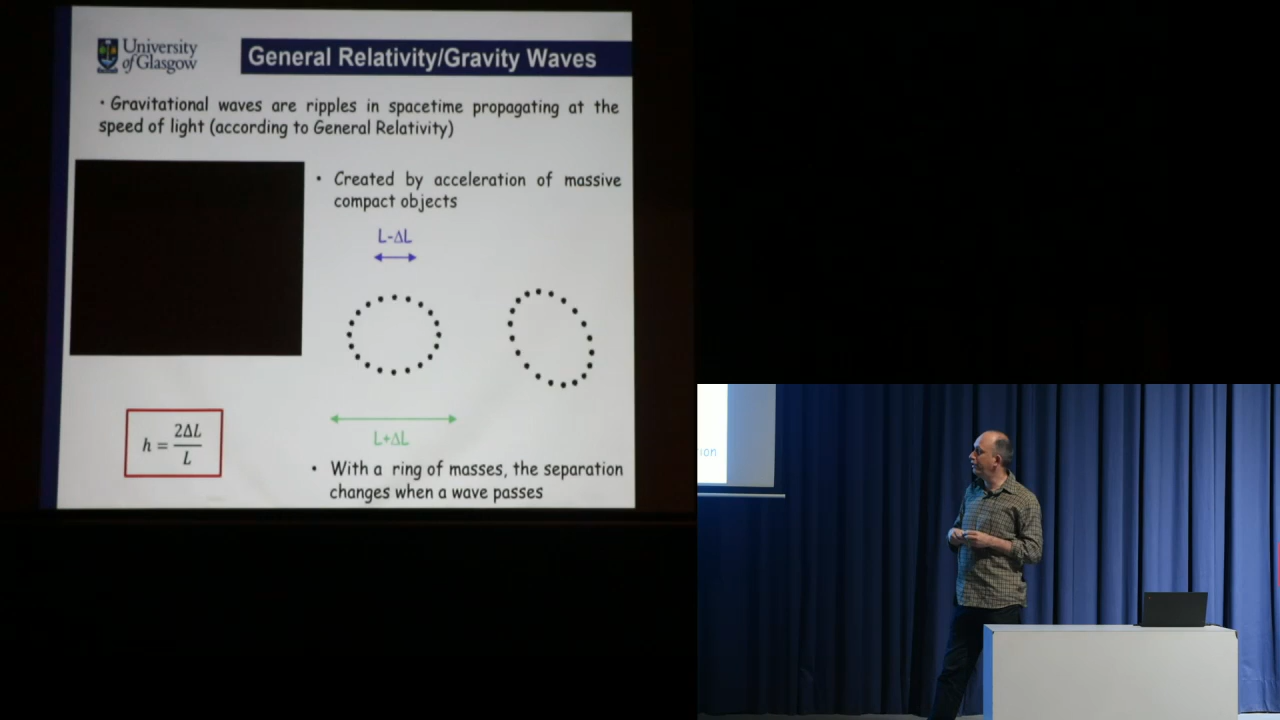 University
of Glasgow
General Relativity/Gravity Waves
• Gravitational waves are ripples in spacetime propagating at the
speed of light (according to General Relativity)
• Created by acceleration of massive
compact objects
L-ΔL
L+ΔL
h = 2ΔL/L
• With a ring of masses, the separation
changes when a wave passes
ion